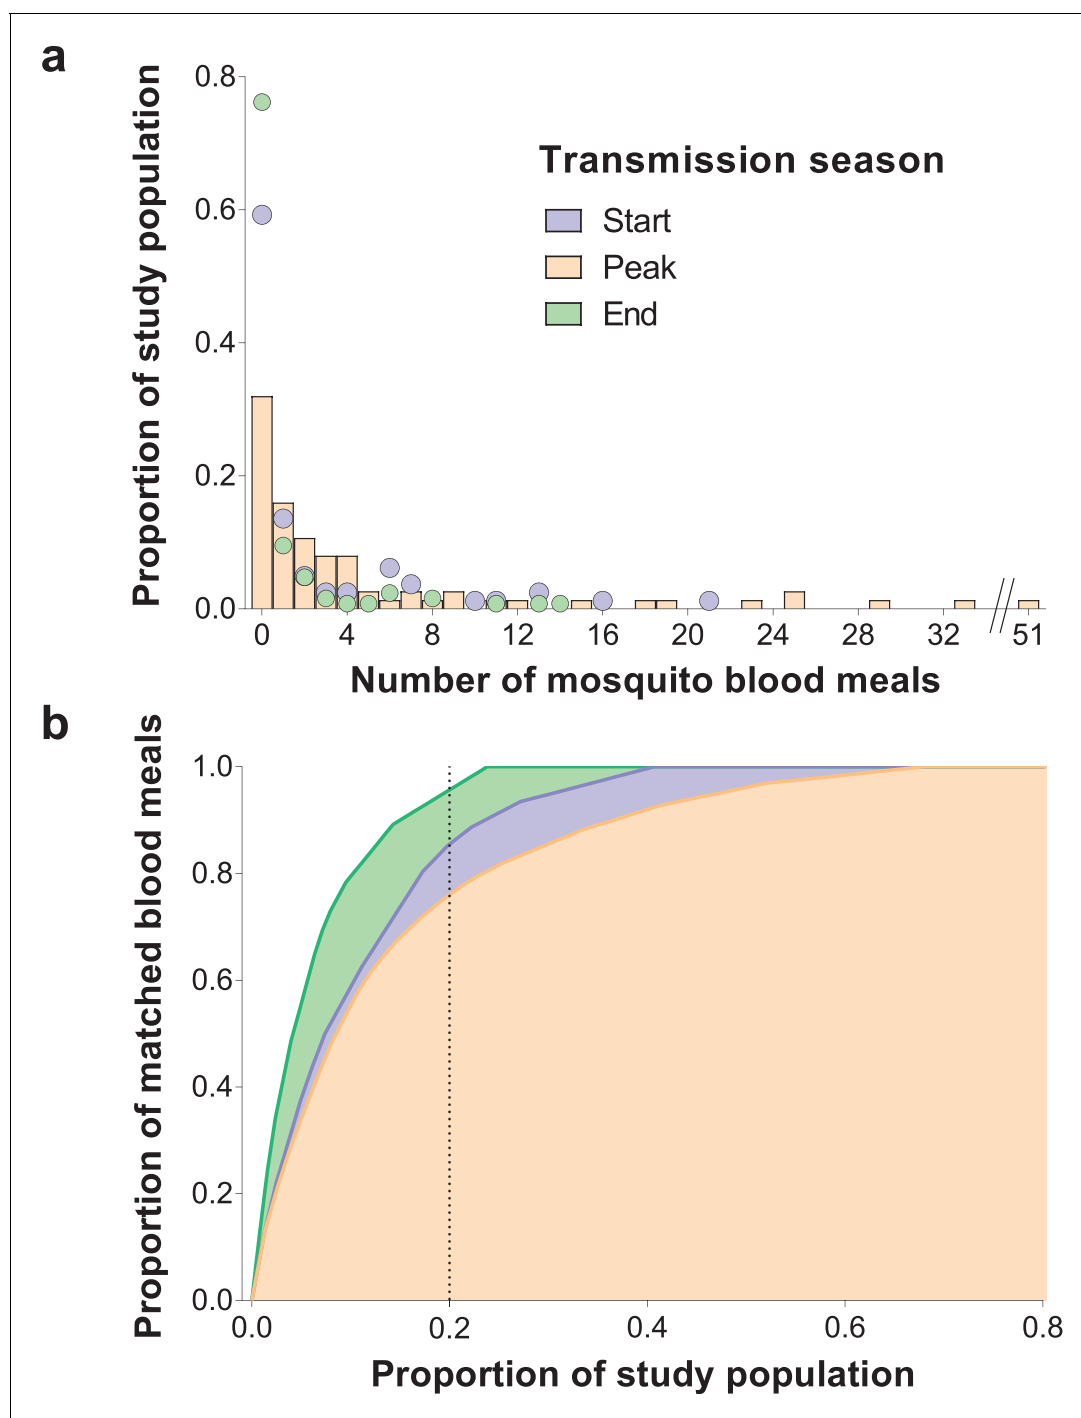 a
Proportion of study population
0.8
0.6
0.4
0.2
0.0
Transmission season
Start
Peak
End
0 4 8 12 16 20 24 28 32 51
Number of mosquito blood meals
b
Proportion of matched blood meals
1.0
0.8
0.6
0.4
0.2
0.0
0.0 0.2 0.4 0.6 0.8
Proportion of study population